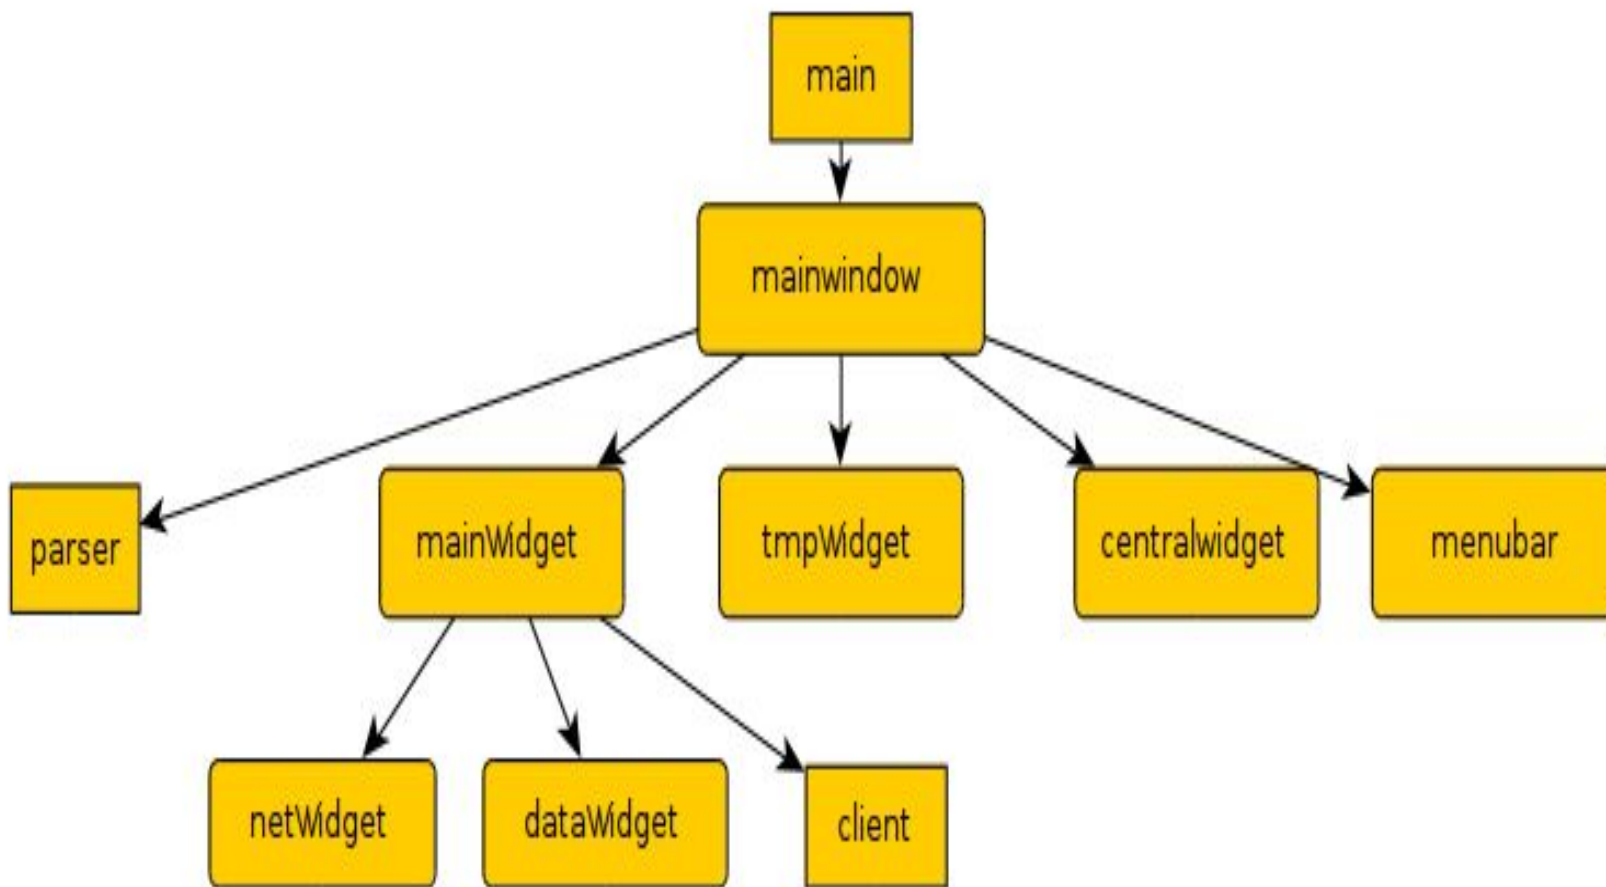 main
mainwindow
parser
mainWidget
tmpWidget
centralwidget
menubar
netWidget
dataWidget
client